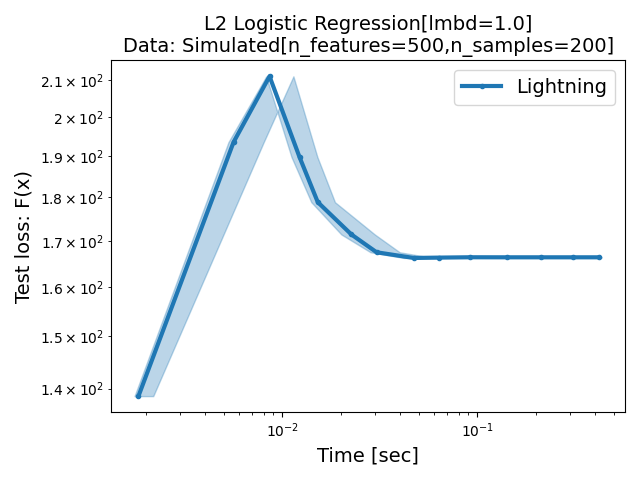 L2 Logistic Regression[lmbd=1.0]
Data: Simulated[n_features=500,n_samples=200]
Lightning
Test loss: F(x)
2.1 × 10²
2 × 10²
1.9 × 10²
1.8 × 10²
1.7 × 10²
1.6 × 10²
1.5 × 10²
1.4 × 10²
10⁻² 10⁻¹
Time [sec]